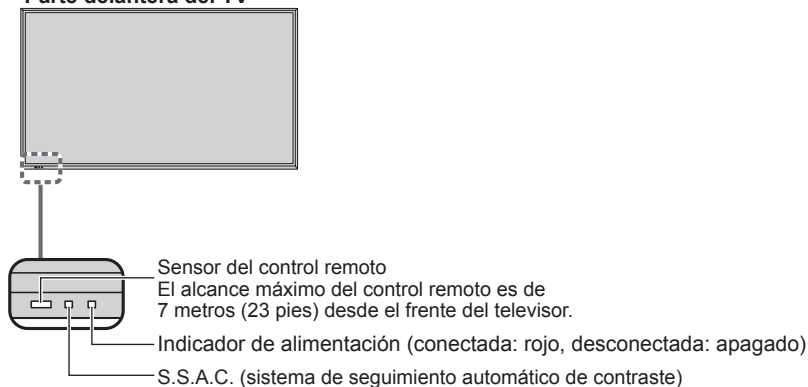 Parte delantera del TV
Sensor del control remoto
El alcance máximo del control remoto es de
7 metros (23 pies) desde el frente del televisor.
Indicador de alimentación (conectada: rojo, desconectada: apagado)
S.S.A.C. (sistema de seguimiento automático de contraste)